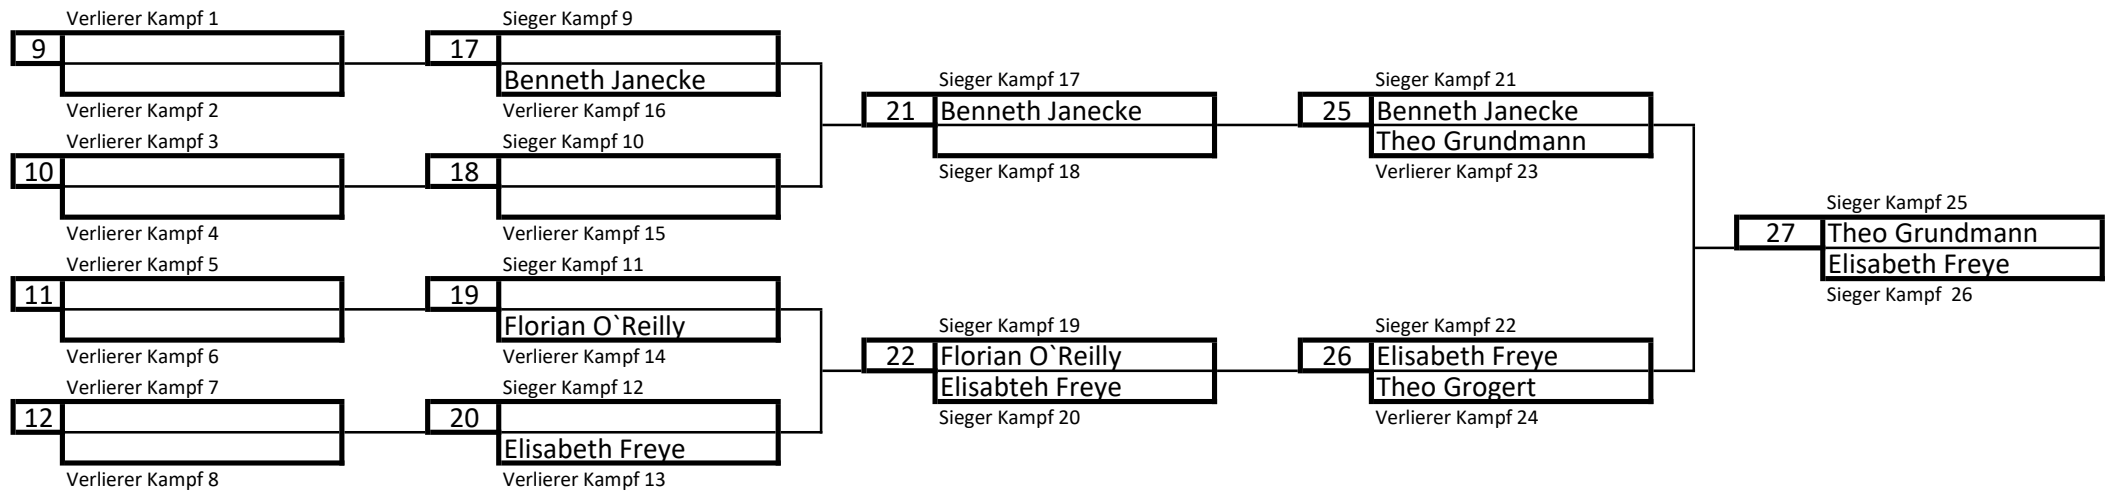 Verlierer Kampf 1
9
Verlierer Kampf 2
Verlierer Kampf 3
10
Verlierer Kampf 4
Verlierer Kampf 5
11
Verlierer Kampf 6
Verlierer Kampf 7
12
Verlierer Kampf 8
Sieger Kampf 9
17
Benneth Janecke
Verlierer Kampf 16
Sieger Kampf 10
18
Verlierer Kampf 15
Sieger Kampf 11
19
Florian O`Reilly
Verlierer Kampf 14
Sieger Kampf 12
20
Elisabeth Freye
Verlierer Kampf 13
Sieger Kampf 17
21 Benneth Janecke
Sieger Kampf 18
Sieger Kampf 19
22 Florian O`Reilly
Elisabteh Freye
Sieger Kampf 20
Sieger Kampf 21
25 Benneth Janecke
Theo Grundmann
Verlierer Kampf 23
Sieger Kampf 22
26 Elisabeth Freye
Theo Grogert
Verlierer Kampf 24
Sieger Kampf 25
27 Theo Grundmann
Elisabeth Freye
Sieger Kampf  26